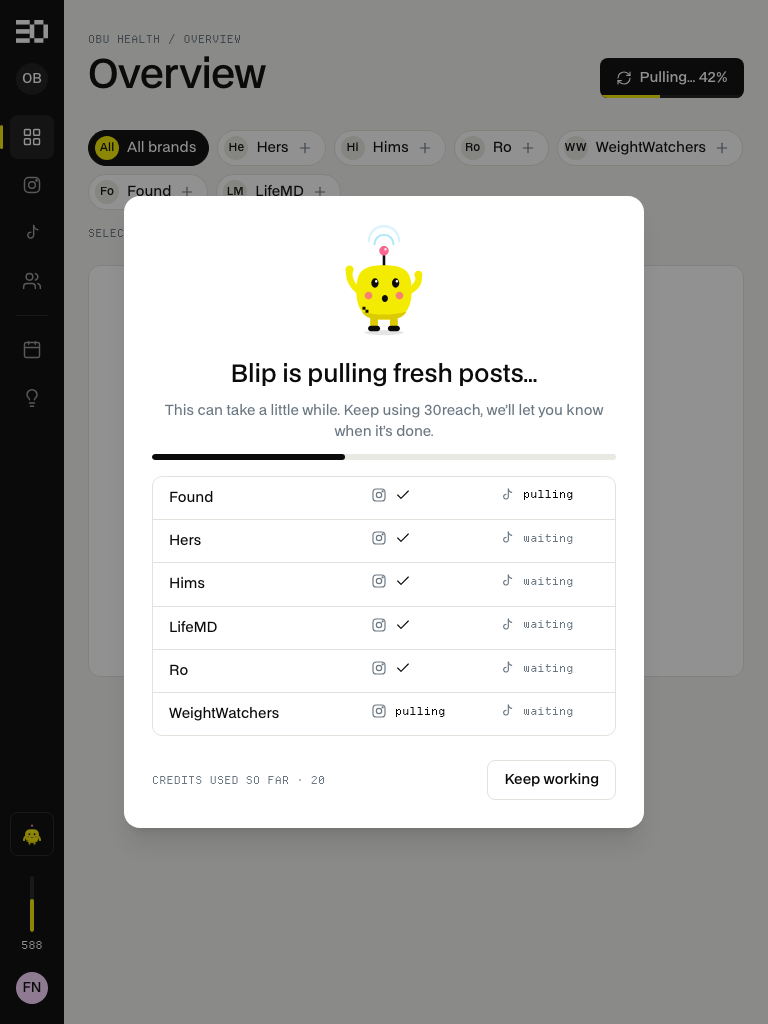 30
OBU HEALTH / OVERVIEW
Overview
OB
Pulling... 42%
All All brands
He Hers +
HI Hims +
Ro Ro +
WW WeightWatchers +
Fo Found +
LM LifeMD +
SELEC
Blip is pulling fresh posts...
This can take a little while. Keep using 30reach, we'll let you know
when it's done.
Found pulling
Hers waiting
Hims waiting
LifeMD waiting
Ro waiting
WeightWatchers pulling waiting
CREDITS USED SO FAR · 20
Keep working
588
FN